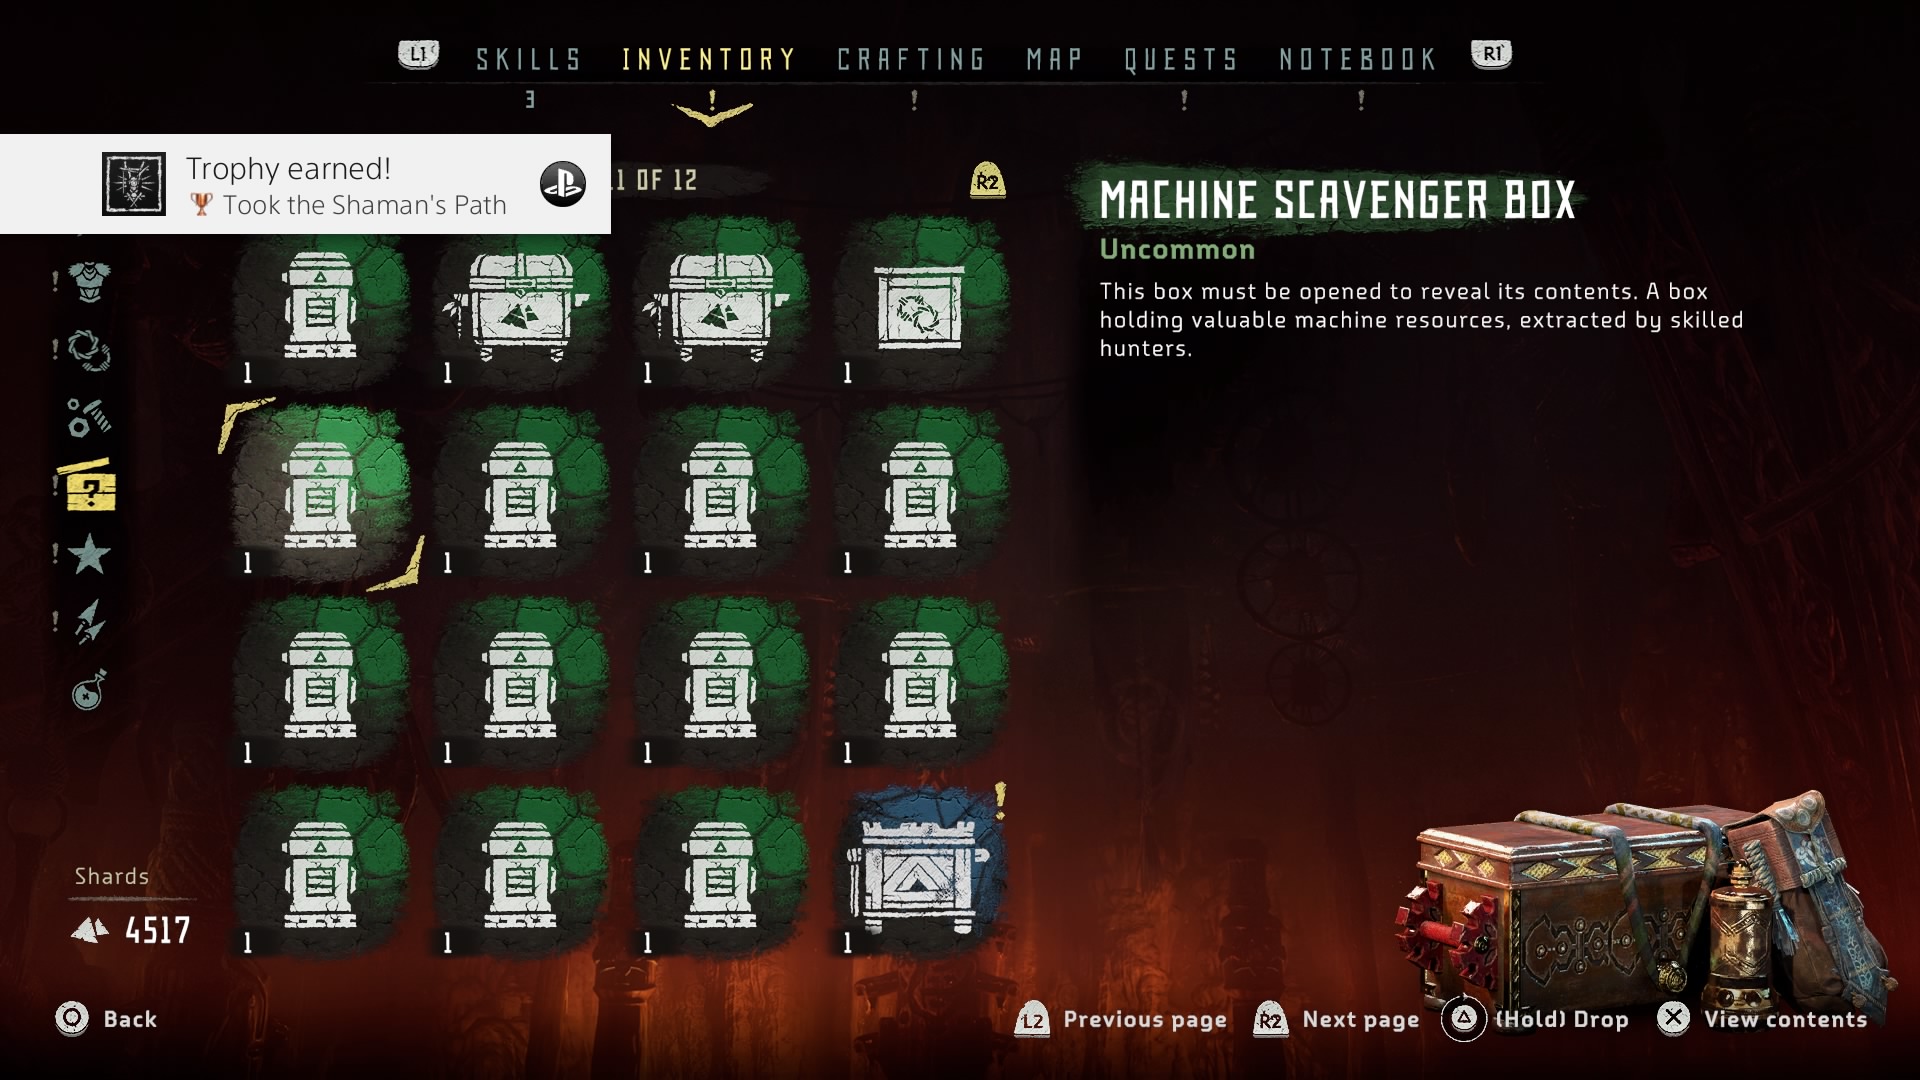 L1 SKILLS INVENTORY CRAFTING MAP QUESTS NOTEBOOK R1
3 ! ! ! !
Trophy earned!
Took the Shaman's Path
1 OF 12
R2
MACHINE SCAVENGER BOX
Uncommon
This box must be opened to reveal its contents. A box
holding valuable machine resources, extracted by skilled
hunters.
1 1 1 1
1 1 1 1
1 1 1 1
1 1 1 1
Shards
4517
Back
L2 Previous page
R2 Next page
(Hold) Drop
View contents